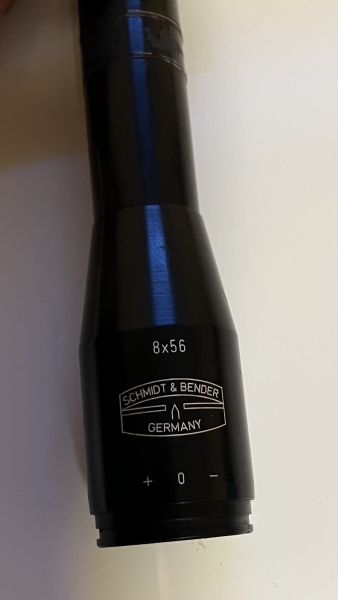 8x56
SCHMIDT & BENDER
GERMANY
+ 0 −